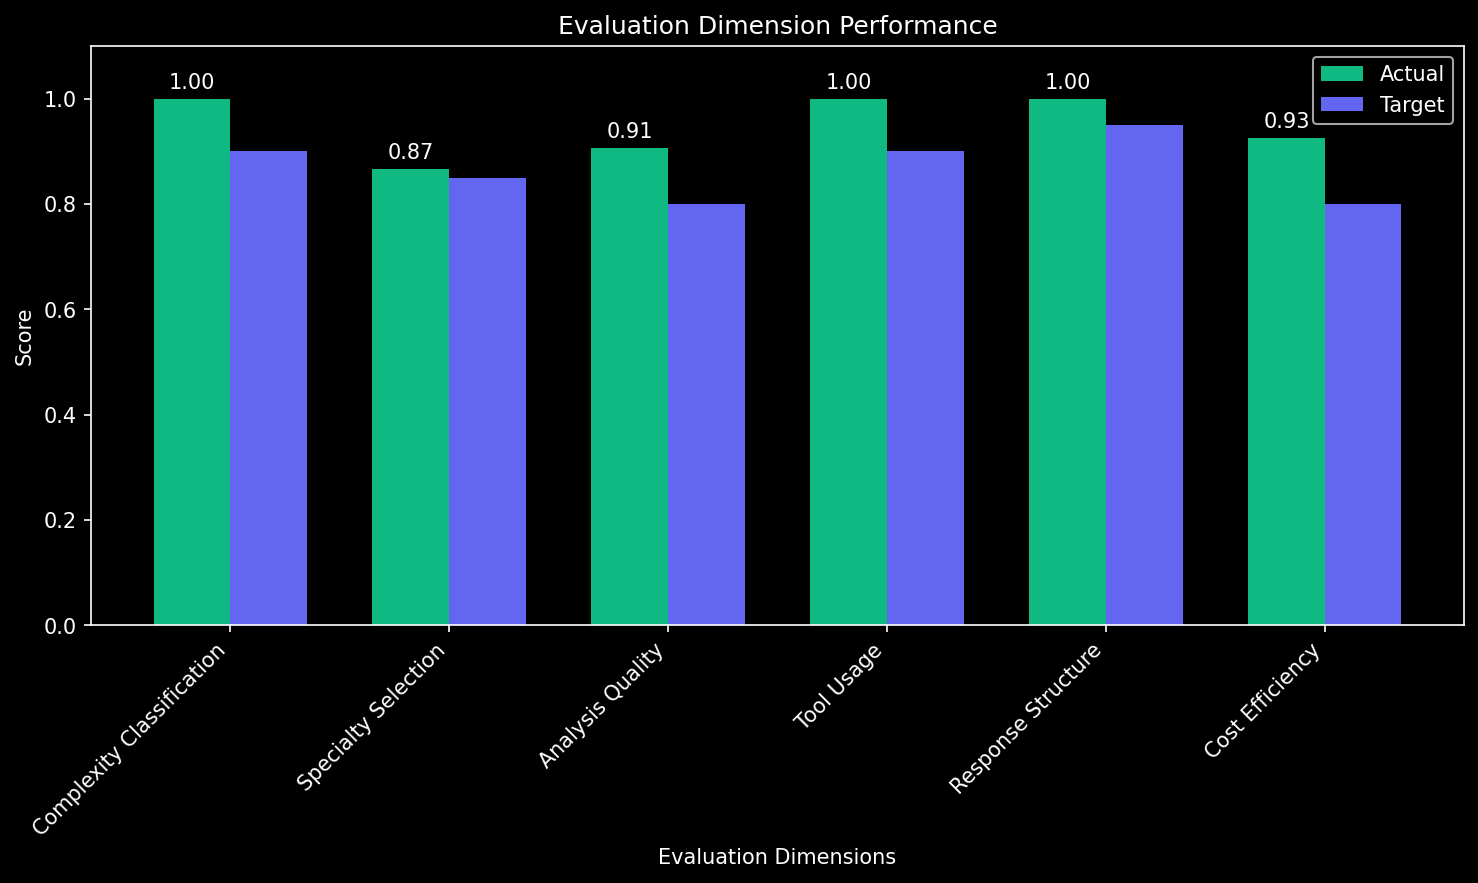 Evaluation Dimension Performance
Actual
Target
1.00
0.87
0.91
1.00
1.00
0.93
1.0
0.8
0.6
0.4
0.2
0.0
Score
Complexity Classification
Specialty Selection
Analysis Quality
Tool Usage
Response Structure
Cost Efficiency
Evaluation Dimensions